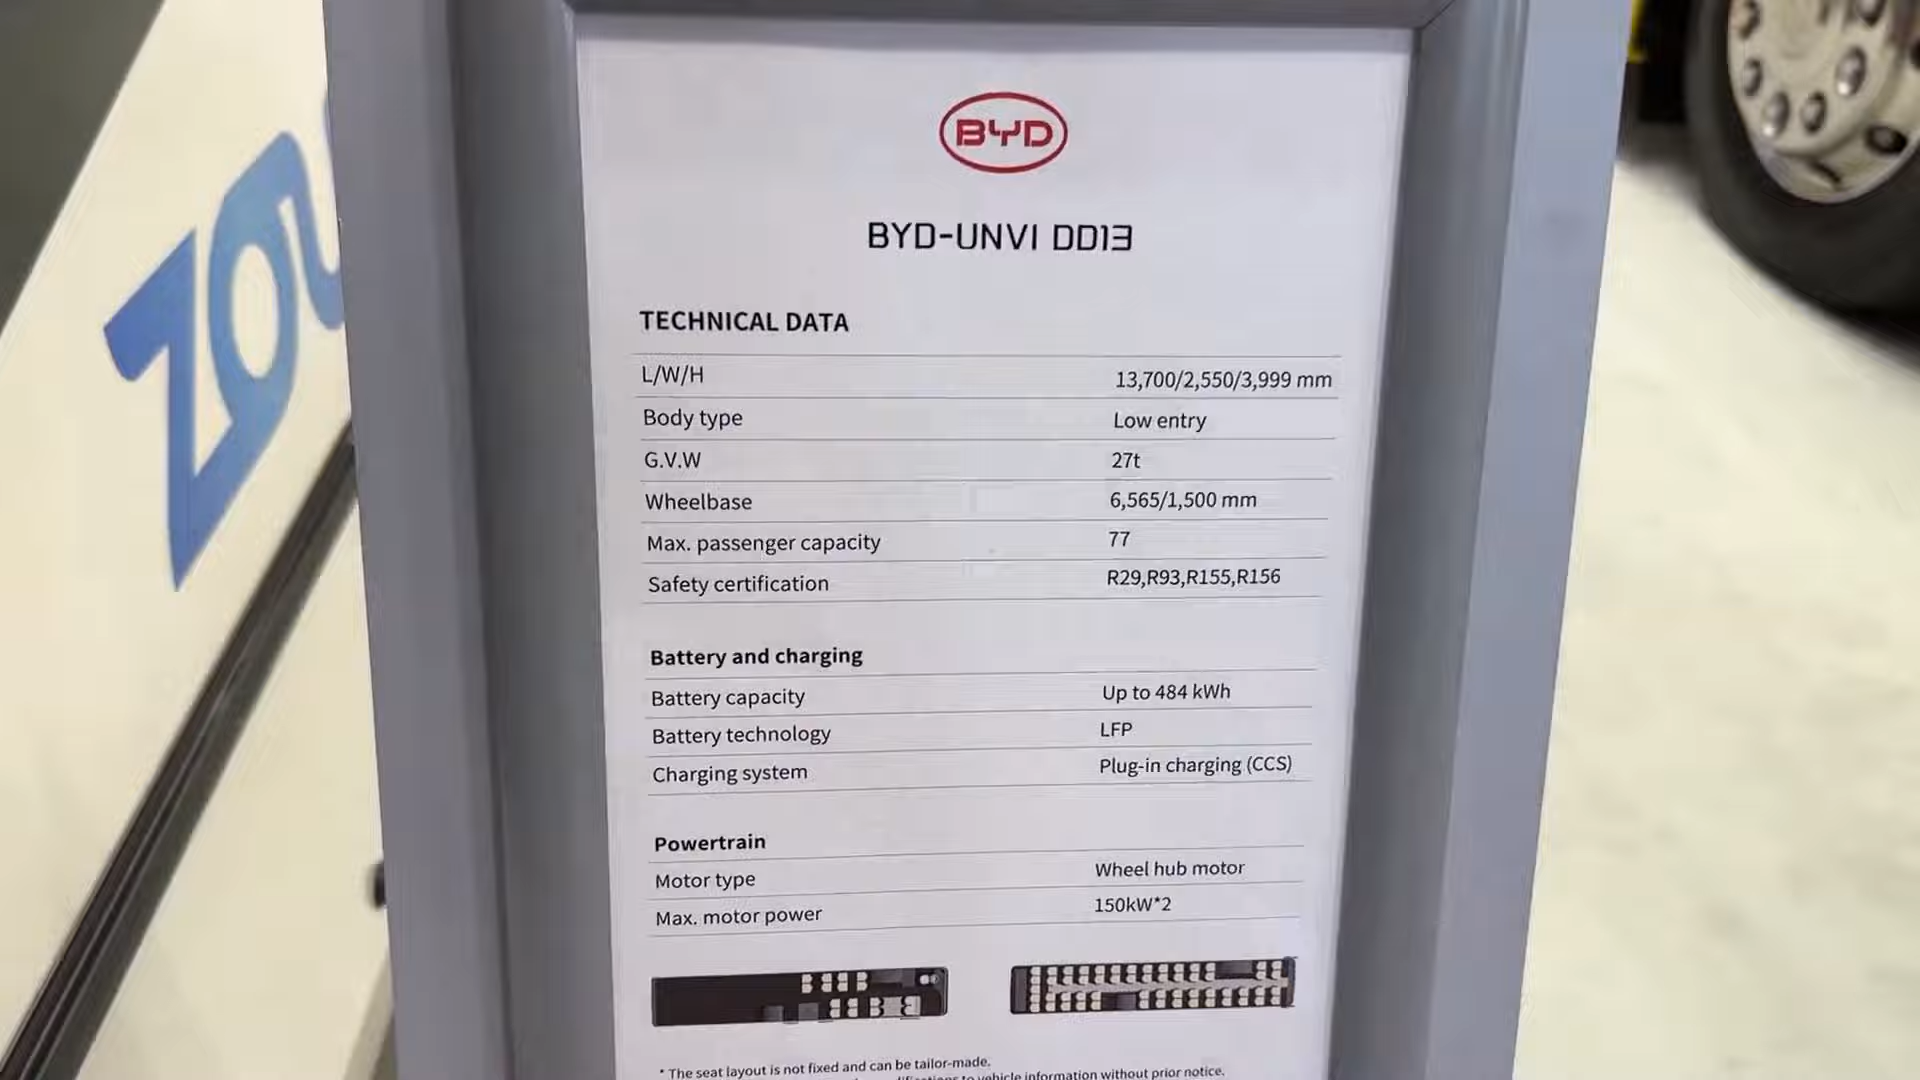 ZOU
BYD
BYD-UNVI DD13
TECHNICAL DATA
L/W/H 13,700/2,550/3,999 mm
Body type Low entry
G.V.W 27t
Wheelbase 6,565/1,500 mm
Max. passenger capacity 77
Safety certification R29,R93,R155,R156
Battery and charging
Battery capacity Up to 484 kWh
Battery technology LFP
Charging system Plug-in charging (CCS)
Powertrain
Motor type Wheel hub motor
Max. motor power 150kW*2
* The seat layout is not fixed and can be tailor-made.
to vehicle information without prior notice.